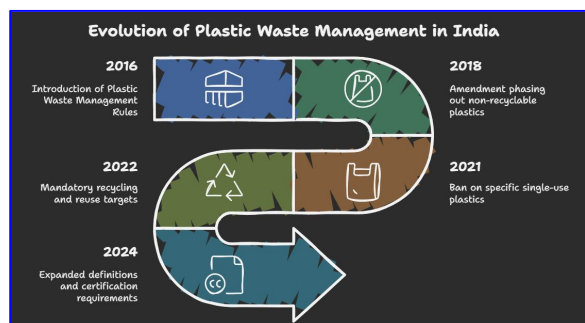 Evolution of Plastic Waste Management in India
2016
Introduction of Plastic
Waste Management
Rules
2018
Amendment phasing
out non-recyclable
plastics
2022
Mandatory recycling
and reuse targets
2021
Ban on specific single-use
plastics
2024
Expanded definitions
and certification
requirements
CC